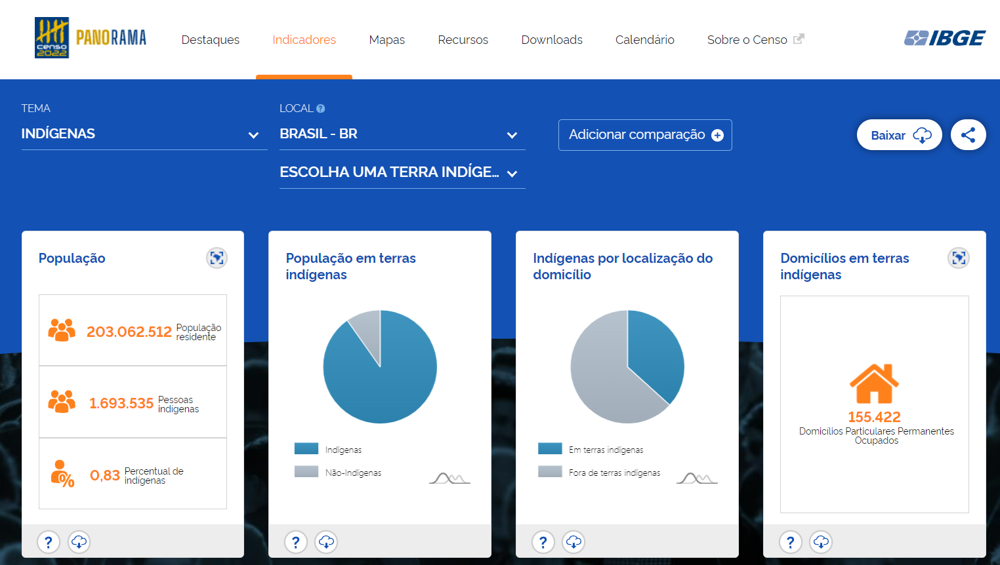 censo
2022
PANORAMA
Destaques
Indicadores
Mapas
Recursos
Downloads
Calendário
Sobre o Censo
IBGE
TEMA
INDÍGENAS
LOCAL ?
BRASIL - BR
ESCOLHA UMA TERRA INDÍGE...
Adicionar comparação +
Baixar
População
203.062.512 População
residente
1.693.535 Pessoas
indígenas
% 0,83 Percentual de
indígenas
?
População em terras
indígenas
Indígenas
Não-Indígenas
?
Indígenas por localização do
domicílio
Em terras indígenas
Fora de terras indígenas
?
Domicílios em terras
indígenas
155.422
Domicílios Particulares Permanentes
Ocupados
?